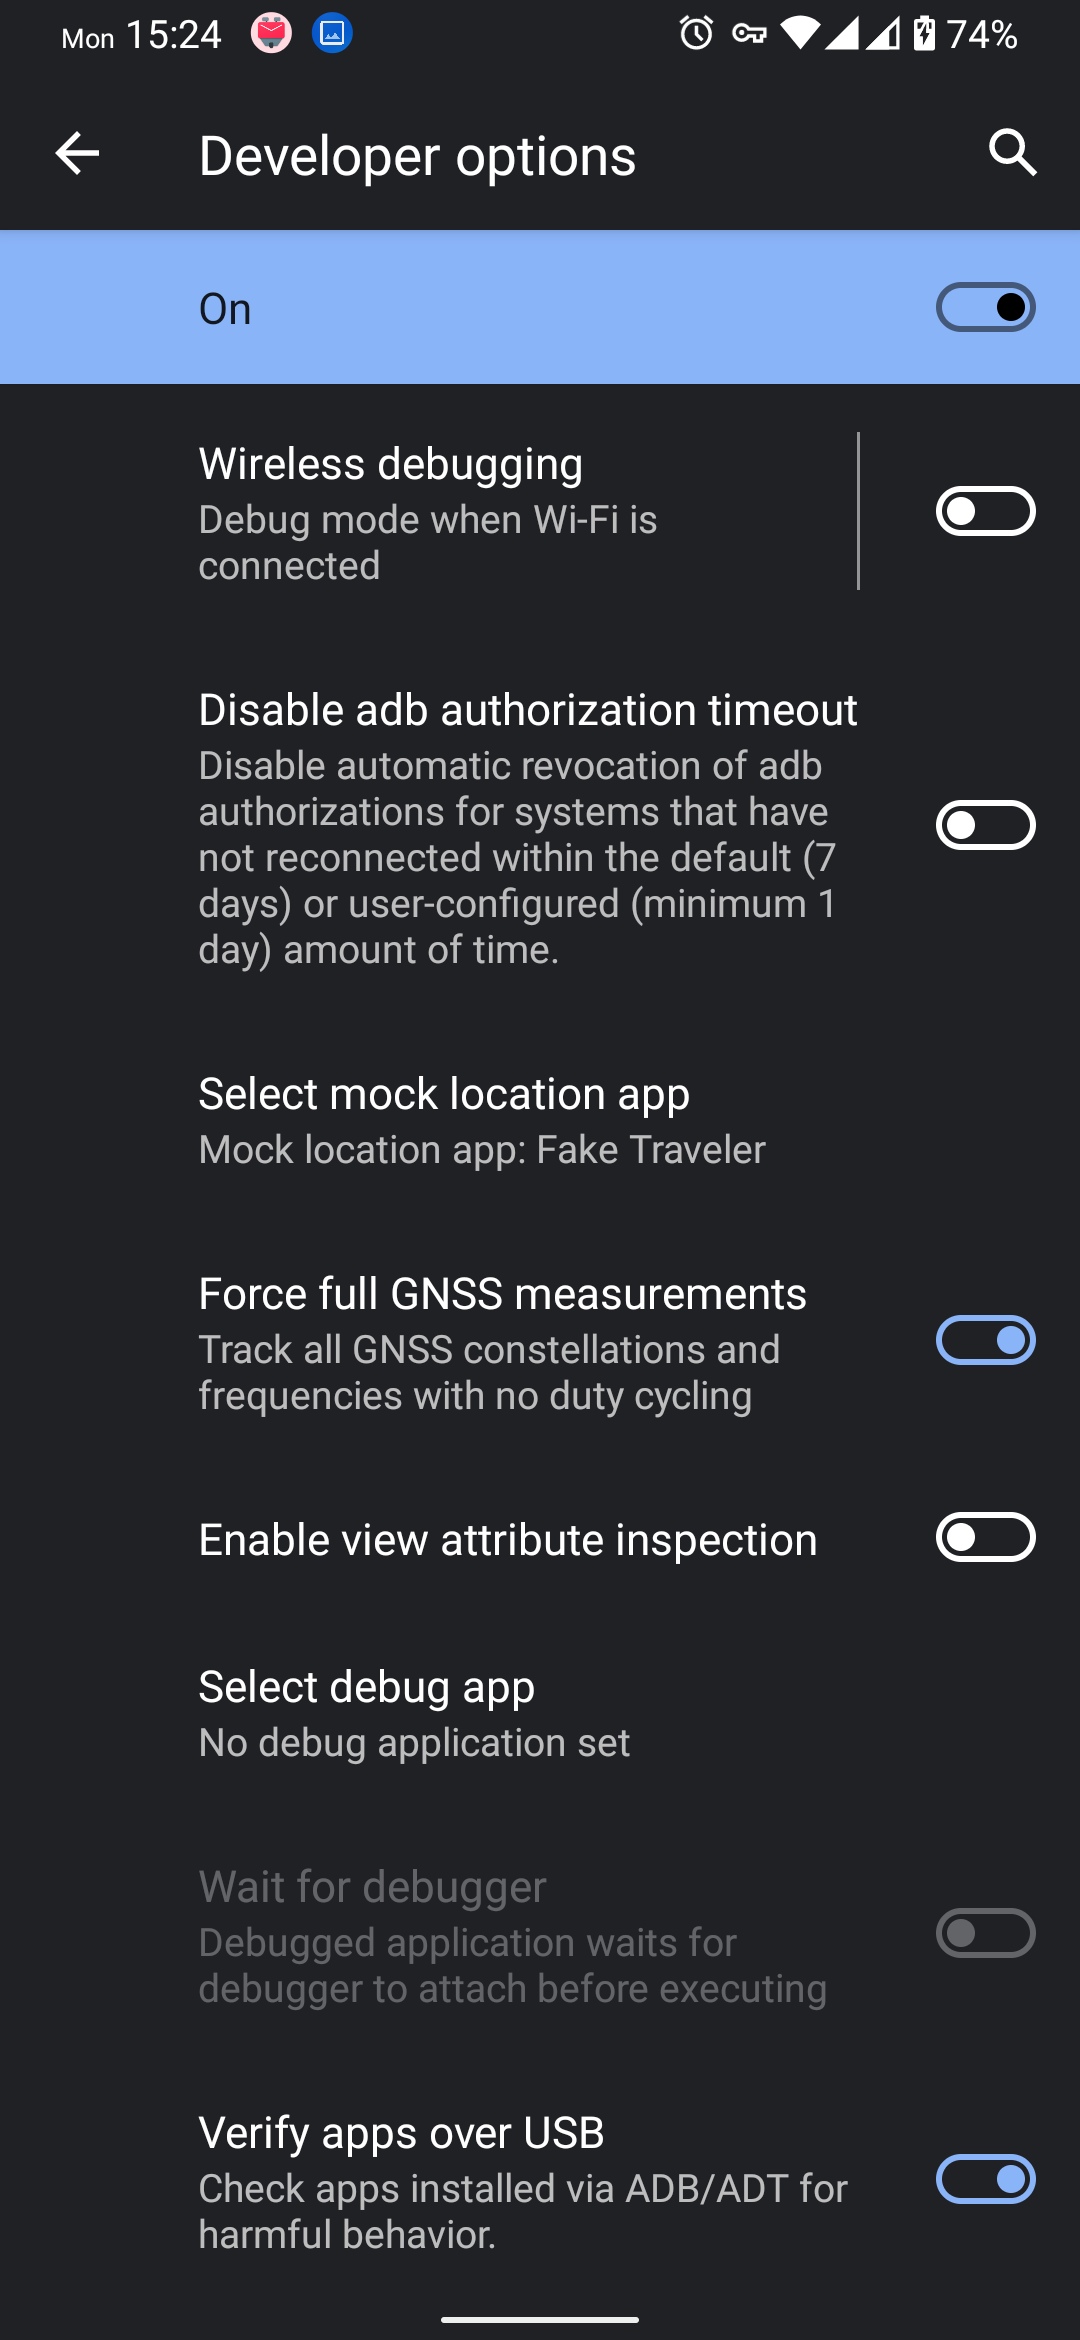 Mon 15:24 74%
Developer options
On
Wireless debugging
Debug mode when Wi-Fi is
connected
Disable adb authorization timeout
Disable automatic revocation of adb
authorizations for systems that have
not reconnected within the default (7
days) or user-configured (minimum 1
day) amount of time.
Select mock location app
Mock location app: Fake Traveler
Force full GNSS measurements
Track all GNSS constellations and
frequencies with no duty cycling
Enable view attribute inspection
Select debug app
No debug application set
Wait for debugger
Debugged application waits for
debugger to attach before executing
Verify apps over USB
Check apps installed via ADB/ADT for
harmful behavior.